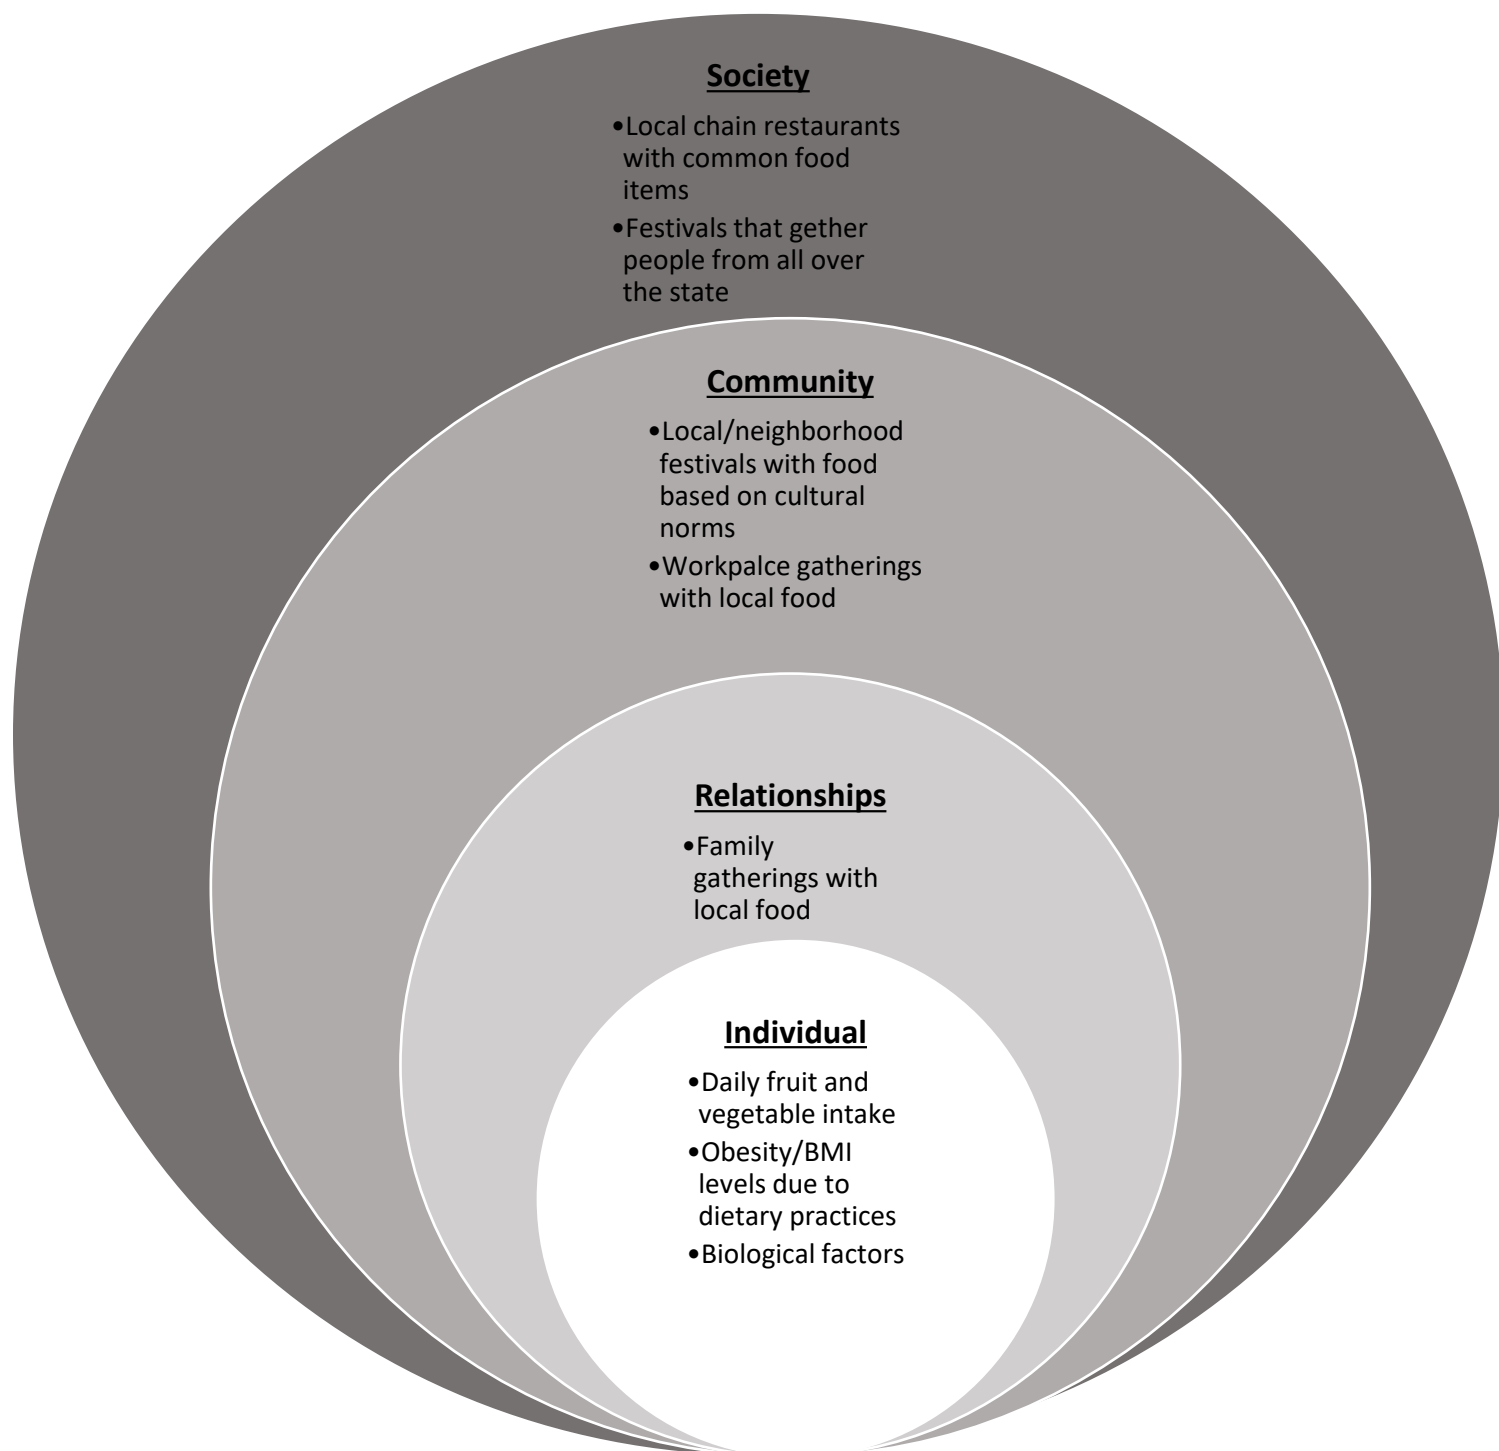 Society
•Local chain restaurants
with common food
items
•Festivals that gether
people from all over
the state
Community
•Local/neighborhood
festivals with food
based on cultural
norms
•Workpalce gatherings
with local food
Relationships
•Family
gatherings with
local food
Individual
•Daily fruit and
vegetable intake
•Obesity/BMI
levels due to
dietary practices
•Biological factors